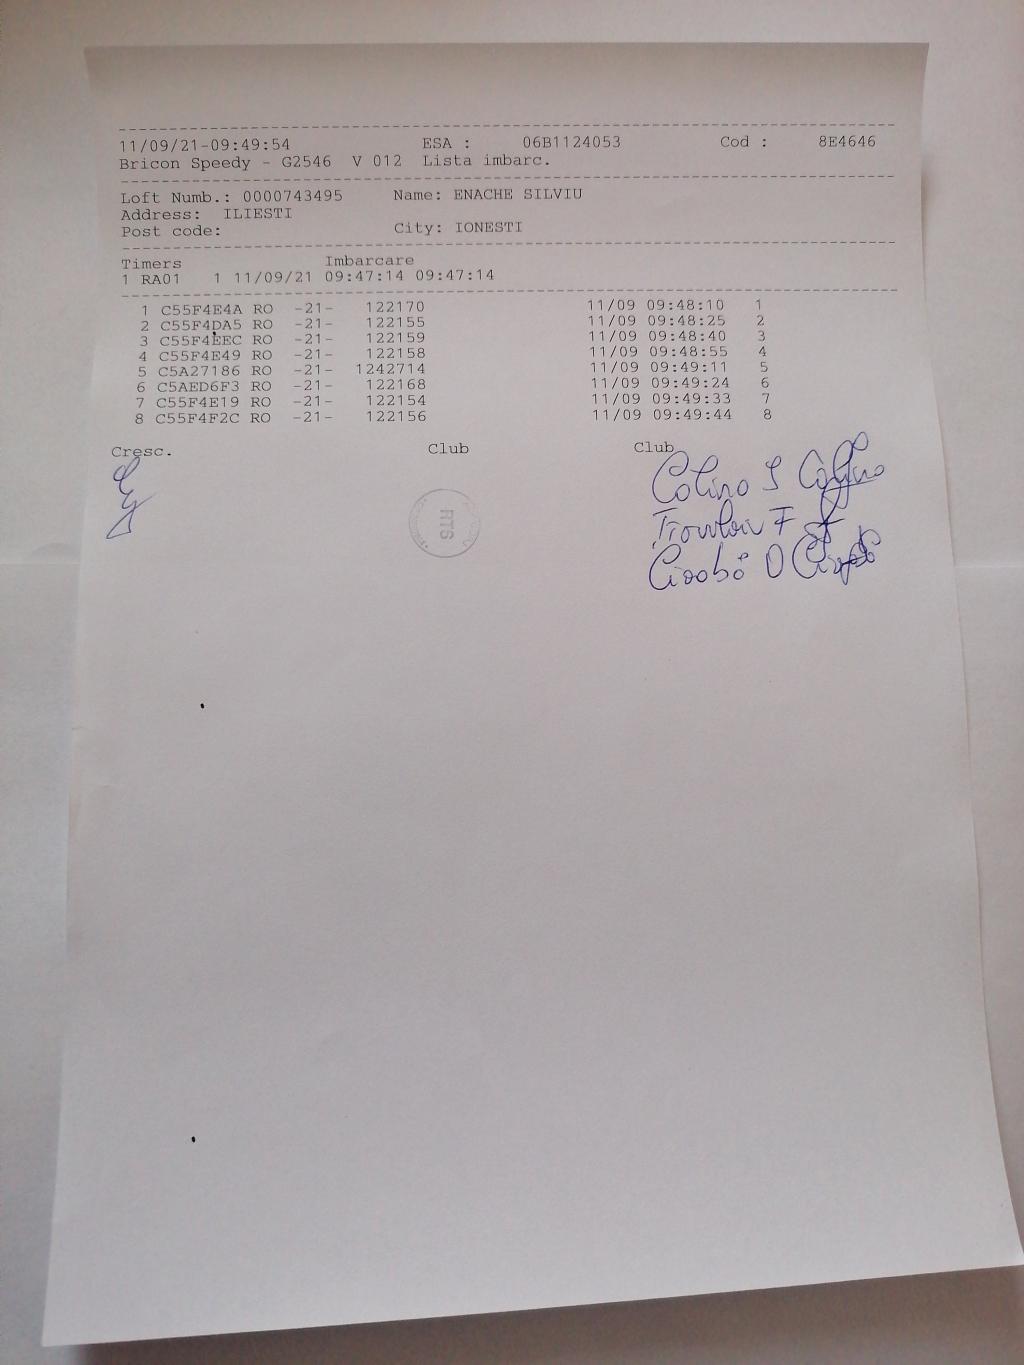 11/09/21-09:49:54 ESA : 06B1124053 Cod : 8E4646
Bricon Speedy - G2546 V 012 Lista imbarc.
Loft Numb.: 0000743495 Name: ENACHE SILVIU
Address: ILIESTI
Post code: City: IONESTI
Timers Imbarcare
1 RA01 1 11/09/21 09:47:14 09:47:14
1 C55F4E4A RO -21- 122170 11/09 09:48:10 1
2 C55F4DA5 RO -21- 122155 11/09 09:48:25 2
3 C55F4EEC RO -21- 122159 11/09 09:48:40 3
4 C55F4E49 RO -21- 122158 11/09 09:48:55 4
5 C5A27186 RO -21- 1242714 11/09 09:49:11 5
6 C5AED6F3 RO -21- 122168 11/09 09:49:24 6
7 C55F4E19 RO -21- 122154 11/09 09:49:33 7
8 C55F4F2C RO -21- 122156 11/09 09:49:44 8
Cresc. Club Club
RTS